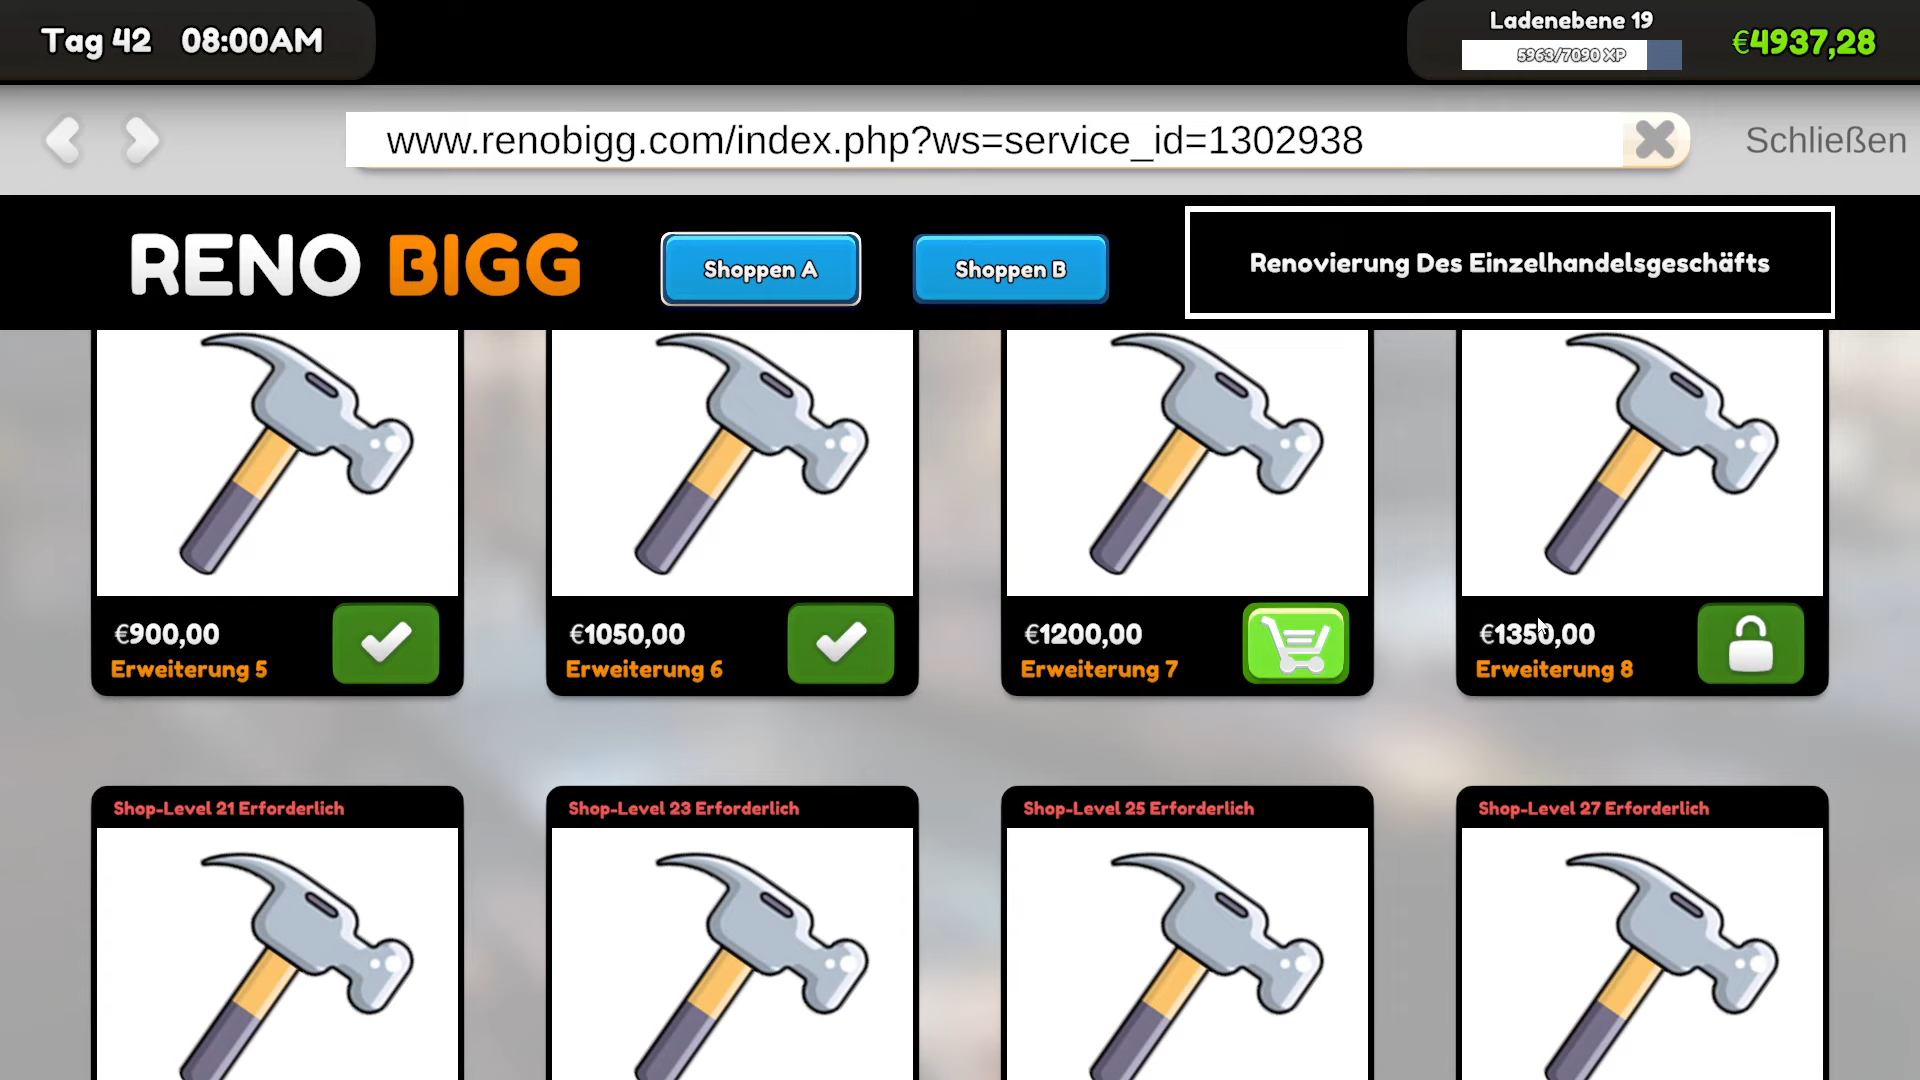 Tag 42 08:00AM
Ladenebene 19
5963/7090 XP
€4937,28
www.renobigg.com/index.php?ws=service_id=1302938
Schließen
RENO BIGG
Shoppen A
Shoppen B
Renovierung Des Einzelhandelsgeschäfts
€900,00
Erweiterung 5
€1050,00
Erweiterung 6
€1200,00
Erweiterung 7
€1350,00
Erweiterung 8
Shop-Level 21 Erforderlich
Shop-Level 23 Erforderlich
Shop-Level 25 Erforderlich
Shop-Level 27 Erforderlich